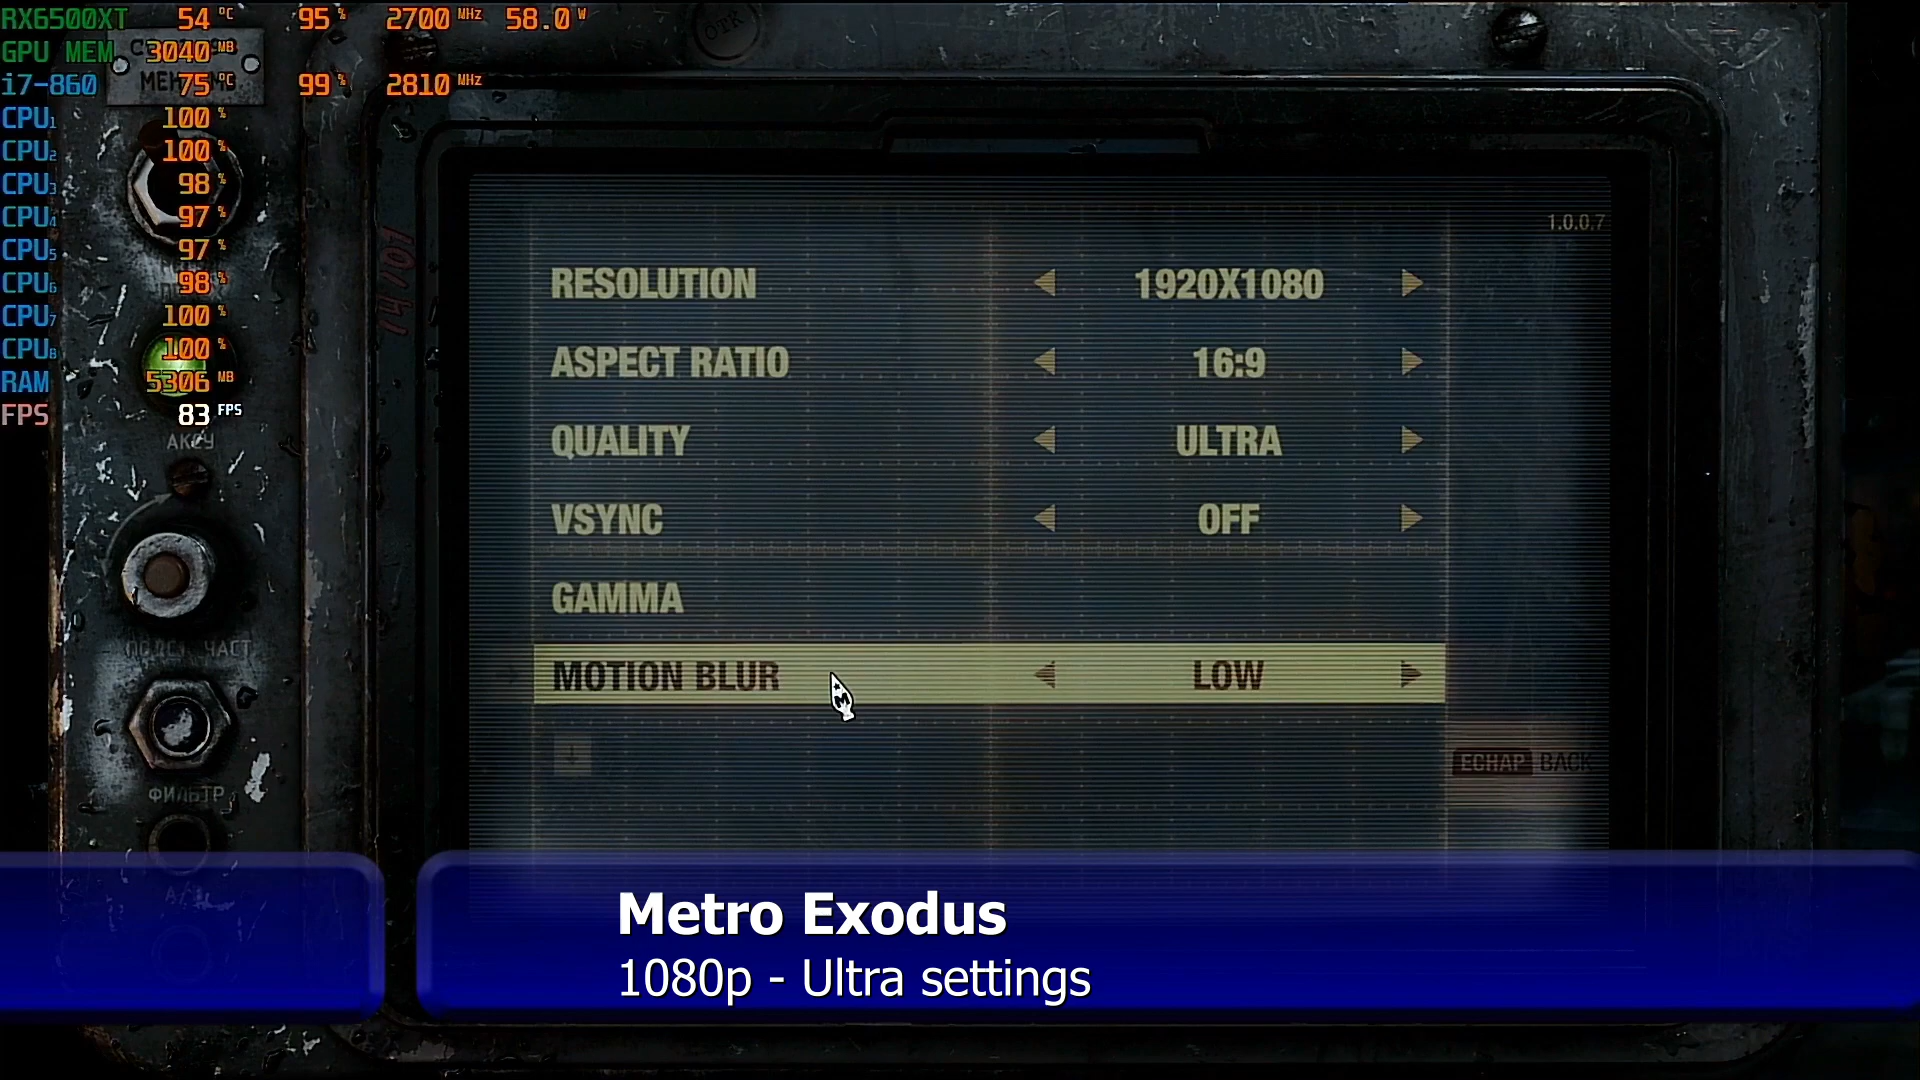 RX6500XT 54 °C 95 % 2700 MHz 58.0 W
GPU MEM 3040 MB
i7-860 75 °C 99 % 2810 MHz
CPU1 100 %
CPU2 100 %
CPU3 98 %
CPU4 97 %
CPU5 97 %
CPU6 98 %
CPU7 100 %
CPU8 100 %
RAM 5306 MB
FPS 83 FPS
ОТК
1.0.0.7
RESOLUTION 1920X1080
ASPECT RATIO 16:9
QUALITY ULTRA
VSYNC OFF
GAMMA
MOTION BLUR LOW
ECHAP BACK
ФИЛЬТР
Metro Exodus
1080p - Ultra settings